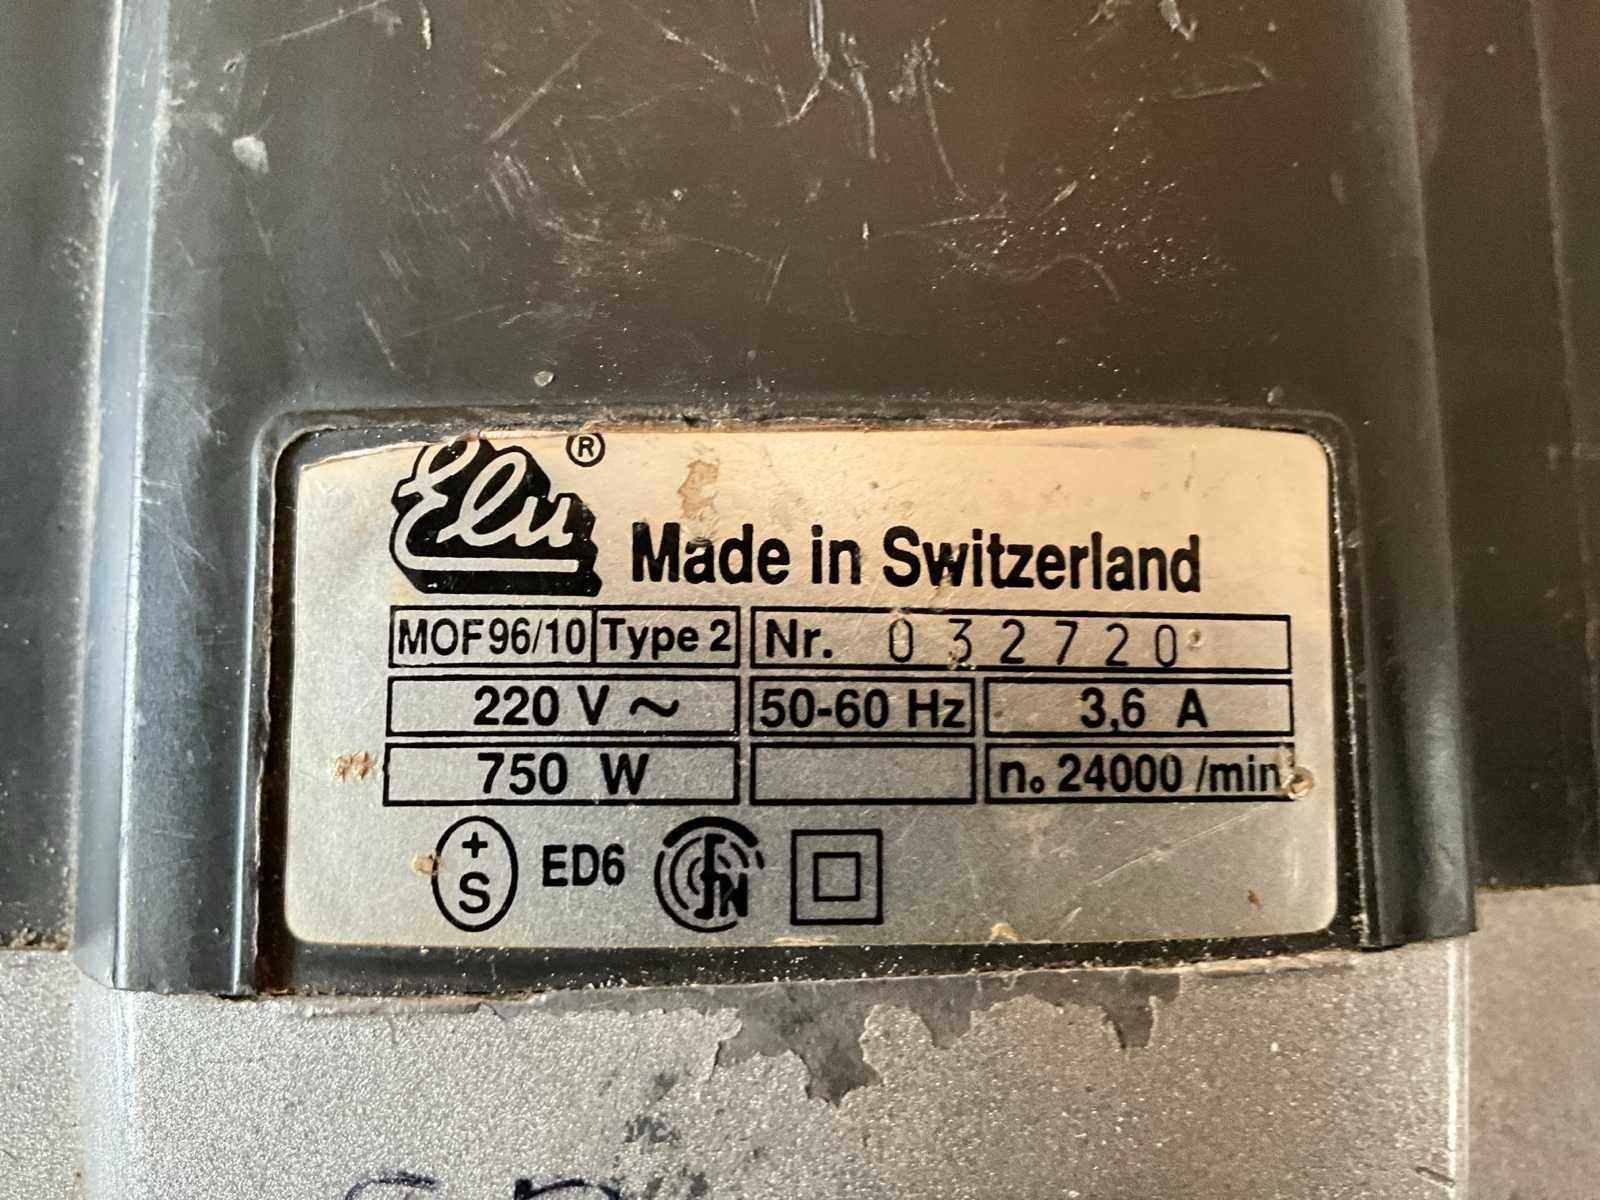 Elu ®
Made in Switzerland
MOF96/10 Type 2 Nr. 032720
220 V ~ 50-60 Hz 3,6 A
750 W n₀ 24000 /min
+S ED6